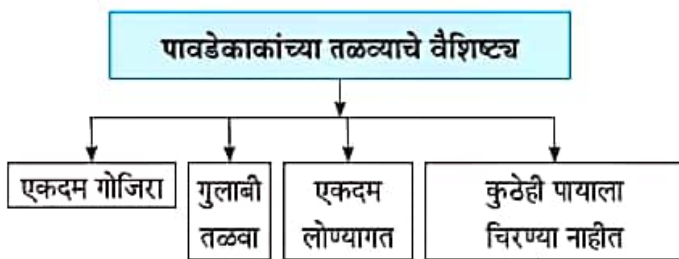 पावडेकाकांच्या तळव्याचे वैशिष्ट्य
एकदम गोजिरा
गुलाबी
तळवा
एकदम
लोण्यागत
कुठेही पायाला
चिरण्या नाहीत